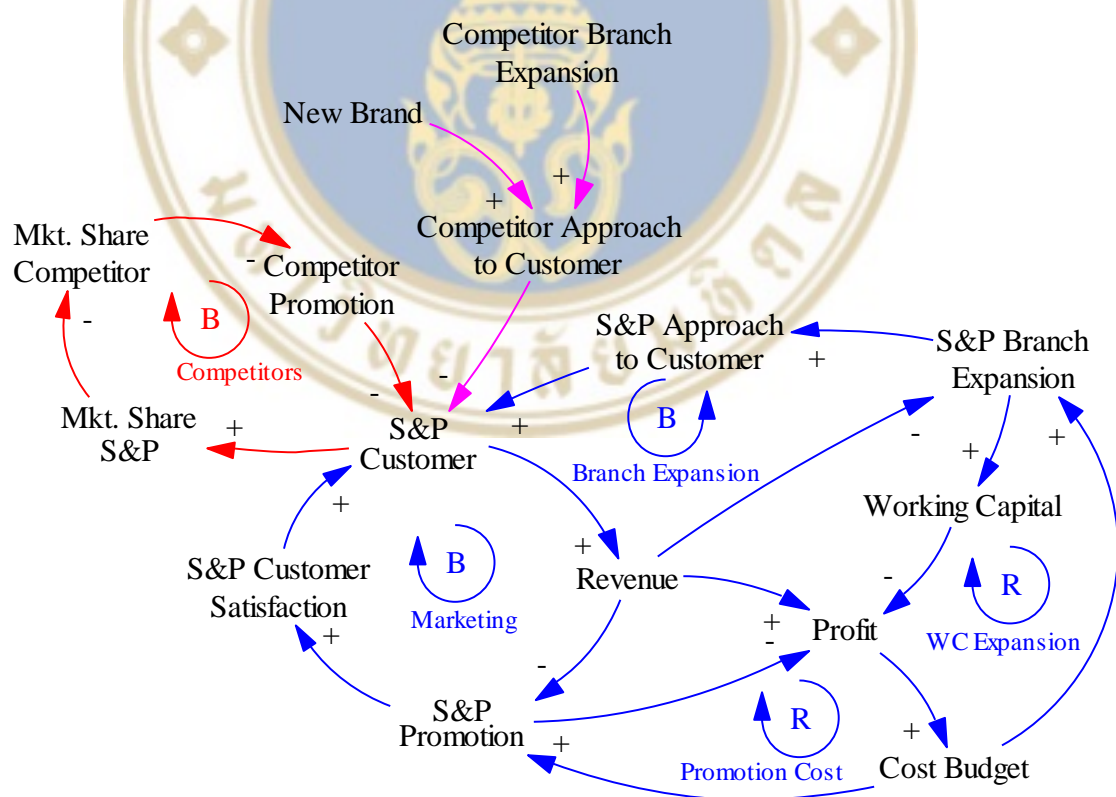 Competitor Branch
Expansion
New Brand
+
+
Competitor Approach
to Customer
Mkt. Share
Competitor
-
Competitor
Promotion
B
Competitors
-
-
-
Mkt. Share
S&P
+
S&P
Customer
S&P Approach
to Customer
+
+
B
Branch Expansion
S&P Branch
Expansion
-
+
+
Working Capital
-
R
WC Expansion
+
S&P Customer
Satisfaction
+
B
Marketing
+
Revenue
-
+
-
Profit
S&P
Promotion
+
R
Promotion Cost
+
Cost Budget